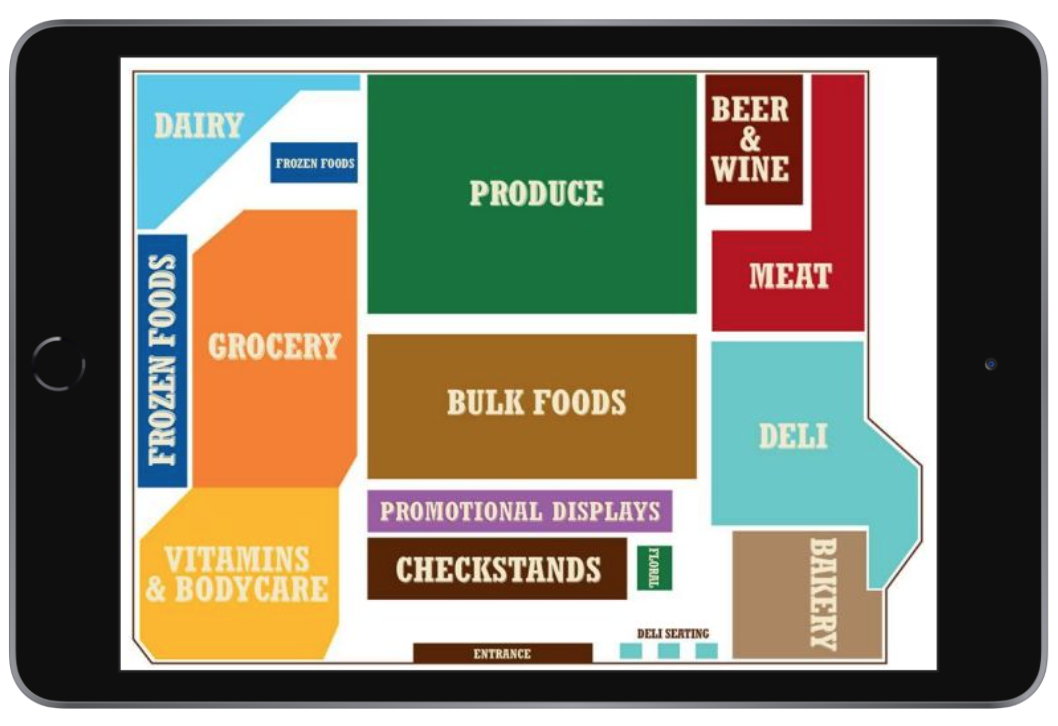 DAIRY
FROZEN FOODS
PRODUCE
BEER
&
WINE
MEAT
FROZEN FOODS
GROCERY
BULK FOODS
DELI
PROMOTIONAL DISPLAYS
VITAMINS
& BODYCARE
CHECKSTANDS
FLORAL
BAKERY
DELI SEATING
ENTRANCE